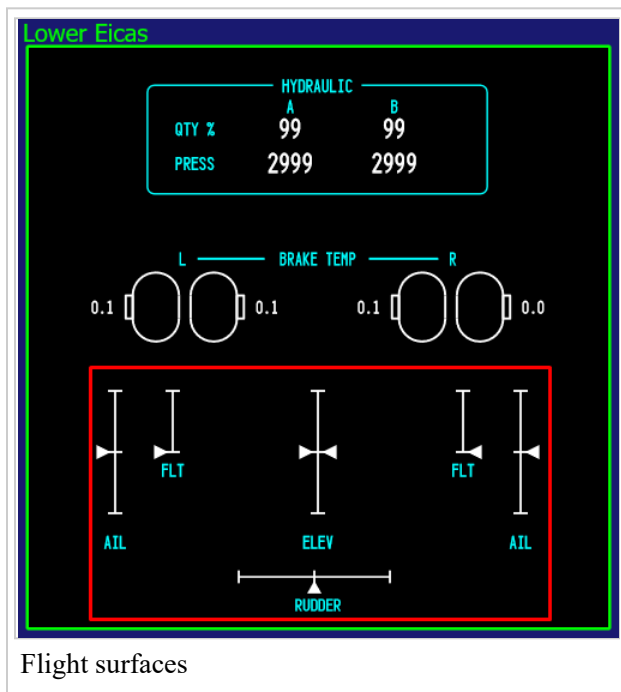 Lower Eicas
HYDRAULIC
A B
QTY % 99 99
PRESS 2999 2999
L BRAKE TEMP R
0.1 0.1 0.1 0.0
FLT FLT
AIL ELEV AIL
RUDDER
Flight surfaces